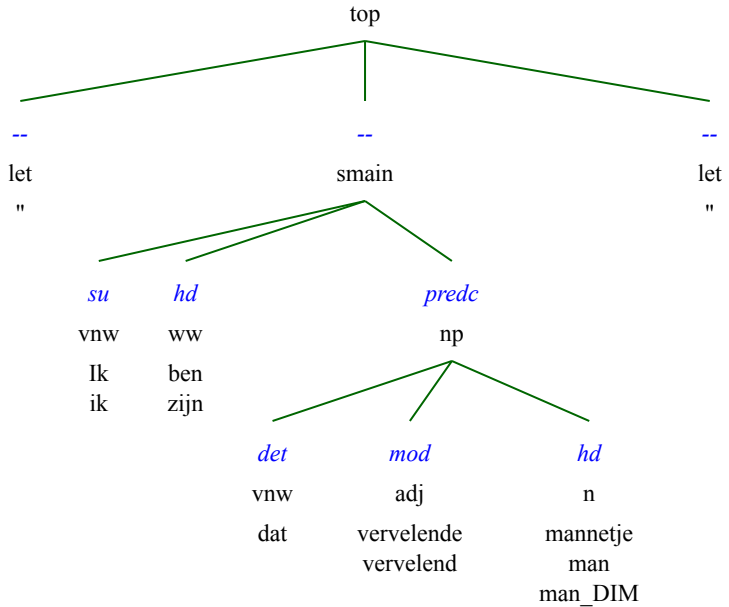 top
-- -- --
let smain let
" "
su hd predc
vnw ww np
Ik ben
ik zijn
det mod hd
vnw adj n
dat vervelende mannetje
vervelend man
man_DIM